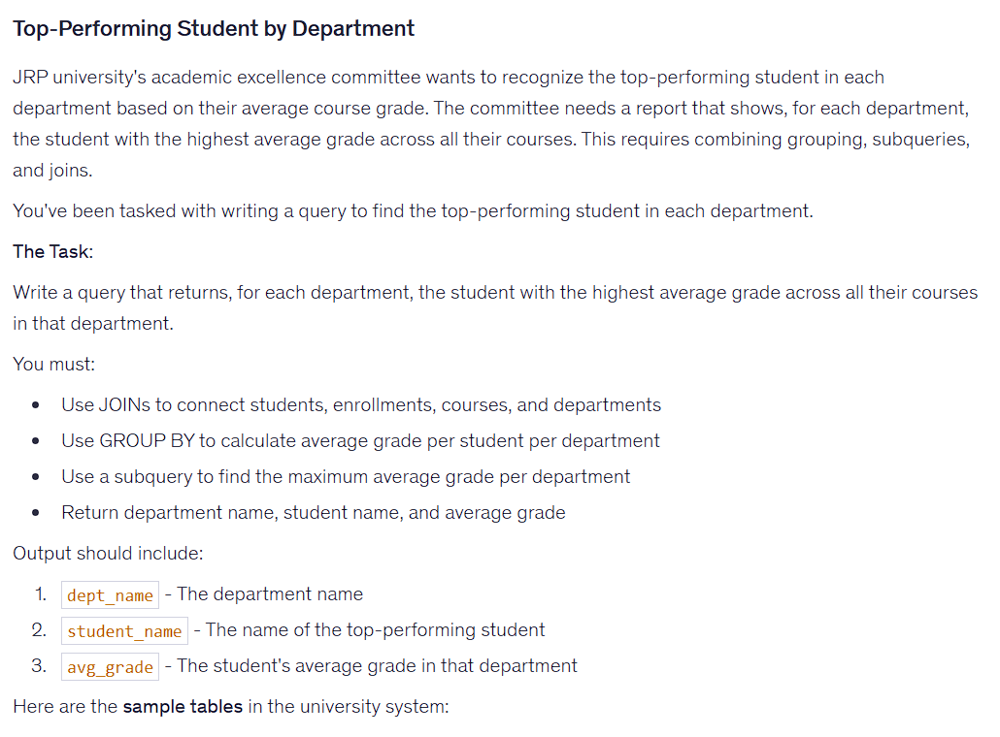 Top-Performing Student by Department
JRP university's academic excellence committee wants to recognize the top-performing student in each
department based on their average course grade. The committee needs a report that shows, for each department,
the student with the highest average grade across all their courses. This requires combining grouping, subqueries,
and joins.
You've been tasked with writing a query to find the top-performing student in each department.
The Task:
Write a query that returns, for each department, the student with the highest average grade across all their courses
in that department.
You must:
• Use JOINs to connect students, enrollments, courses, and departments
• Use GROUP BY to calculate average grade per student per department
• Use a subquery to find the maximum average grade per department
• Return department name, student name, and average grade
Output should include:
1. dept_name - The department name
2. student_name - The name of the top-performing student
3. avg_grade - The student's average grade in that department
Here are the sample tables in the university system: